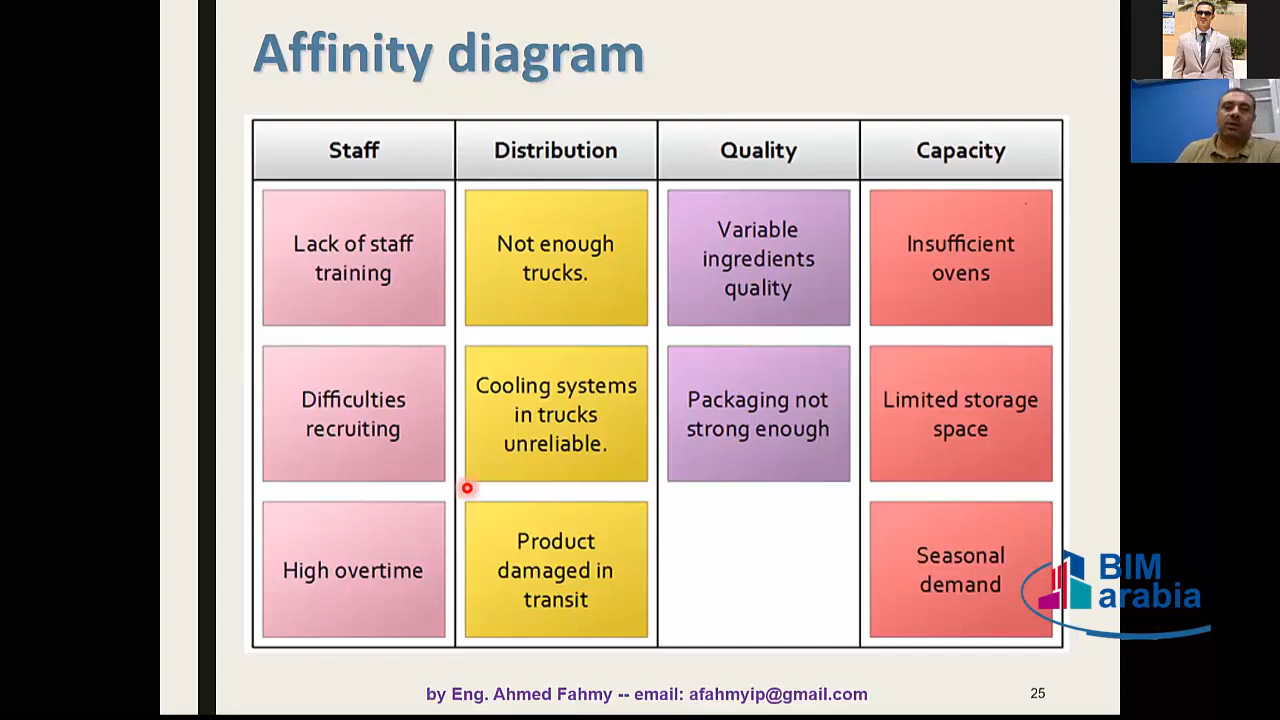 Affinity diagram
Staff
Distribution
Quality
Capacity
Lack of staff
training
Not enough
trucks.
Variable
ingredients
quality
Insufficient
ovens
Difficulties
recruiting
Cooling systems
in trucks
unreliable.
Packaging not
strong enough
Limited storage
space
High overtime
Product
damaged in
transit
Seasonal
demand
BIM
arabia
by Eng. Ahmed Fahmy -- email: afahmyip@gmail.com
25